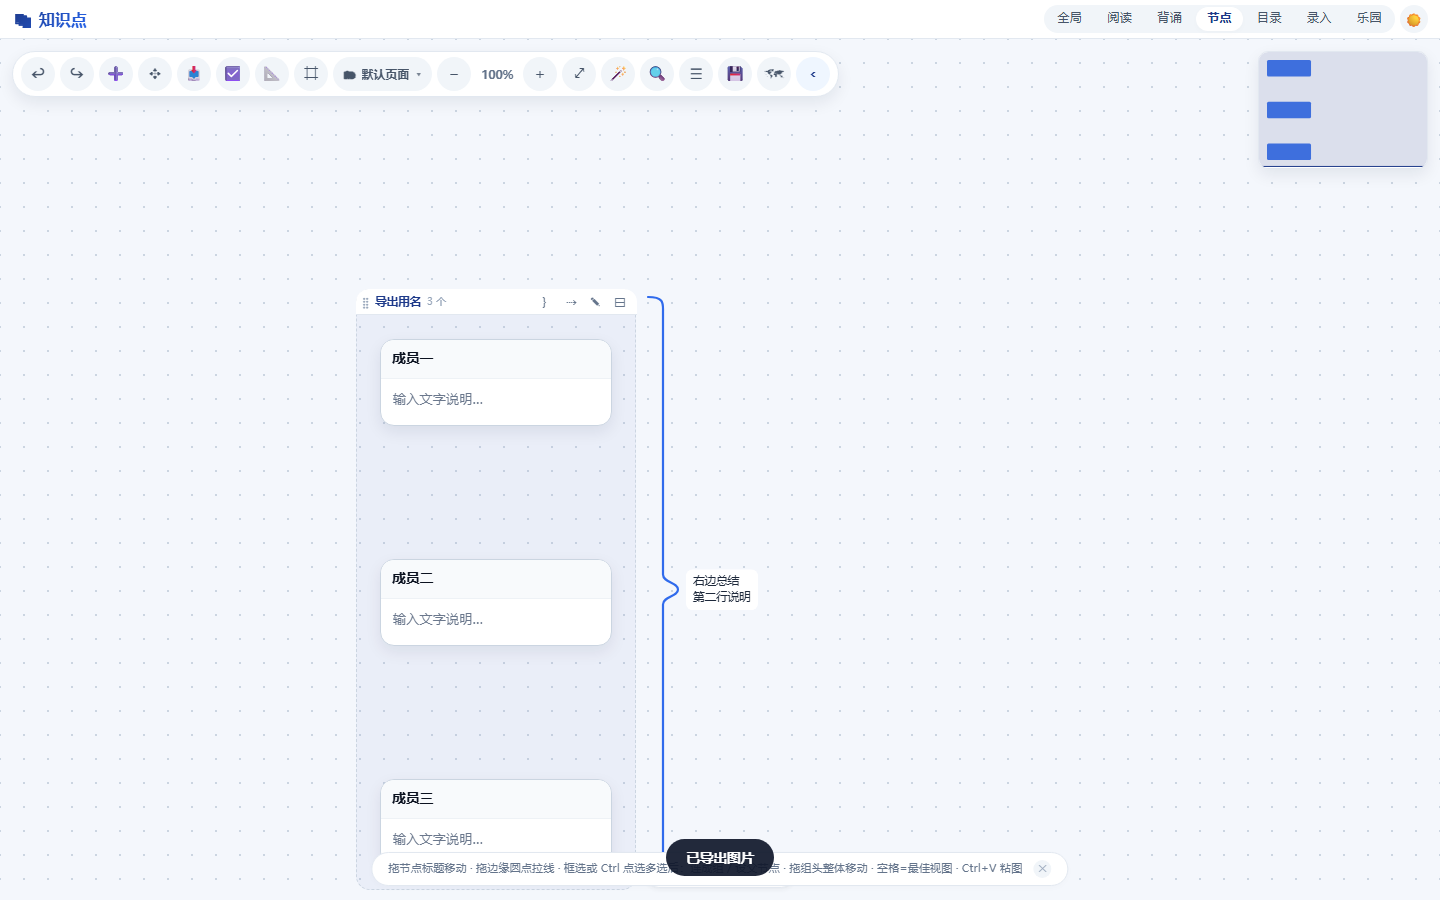 知识点
全局 阅读 背诵 节点 目录 录入 乐园
默认页面
− 100% +
导出用名 3 个
}
成员一
输入文字说明...
成员二
输入文字说明...
右边总结
第二行说明
成员三
输入文字说明...
已导出图片
拖节点标题移动 · 拖边缘圆点拉线 · 框选或 Ctrl 点选多选 点 · 拖组头整体移动 · 空格=最佳视图 · Ctrl+V 粘图